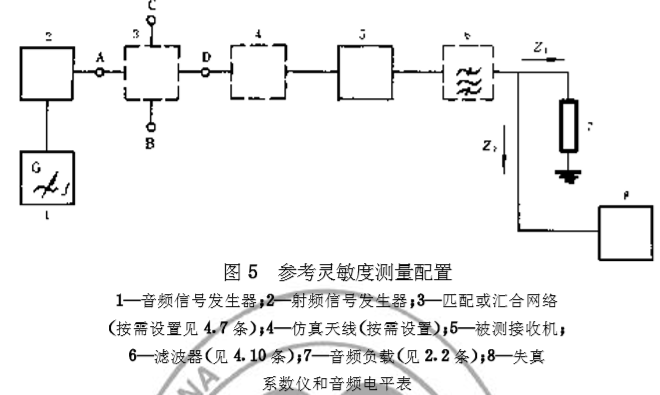 C
2
3
4
5
6
A
D
Z₁
B
Z₂
7
G
1
8
图 5 参考灵敏度测量配置
1—音频信号发生器;2—射频信号发生器;3—匹配或汇合网络
(按需设置见 4.7 条);4—仿真天线(按需设置);5—被测接收机;
6—滤波器(见 4.10 条);7—音频负载(见 2.2 条);8—失真
系数仪和音频电平表
NA